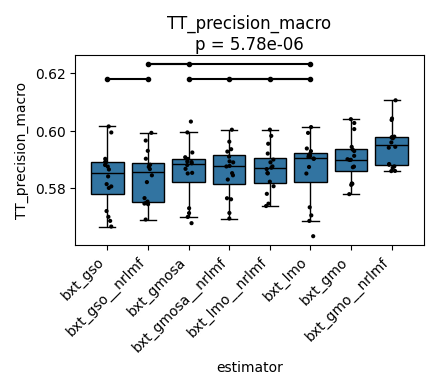 TT_precision_macro
p = 5.78e-06
TT_precision_macro
0.62
0.60
0.58
bxt_gso
bxt_gso__nrlmf
bxt_gmosa
bxt_gmosa__nrlmf
bxt_lmo__nrlmf
bxt_lmo
bxt_gmo
bxt_gmo__nrlmf
estimator